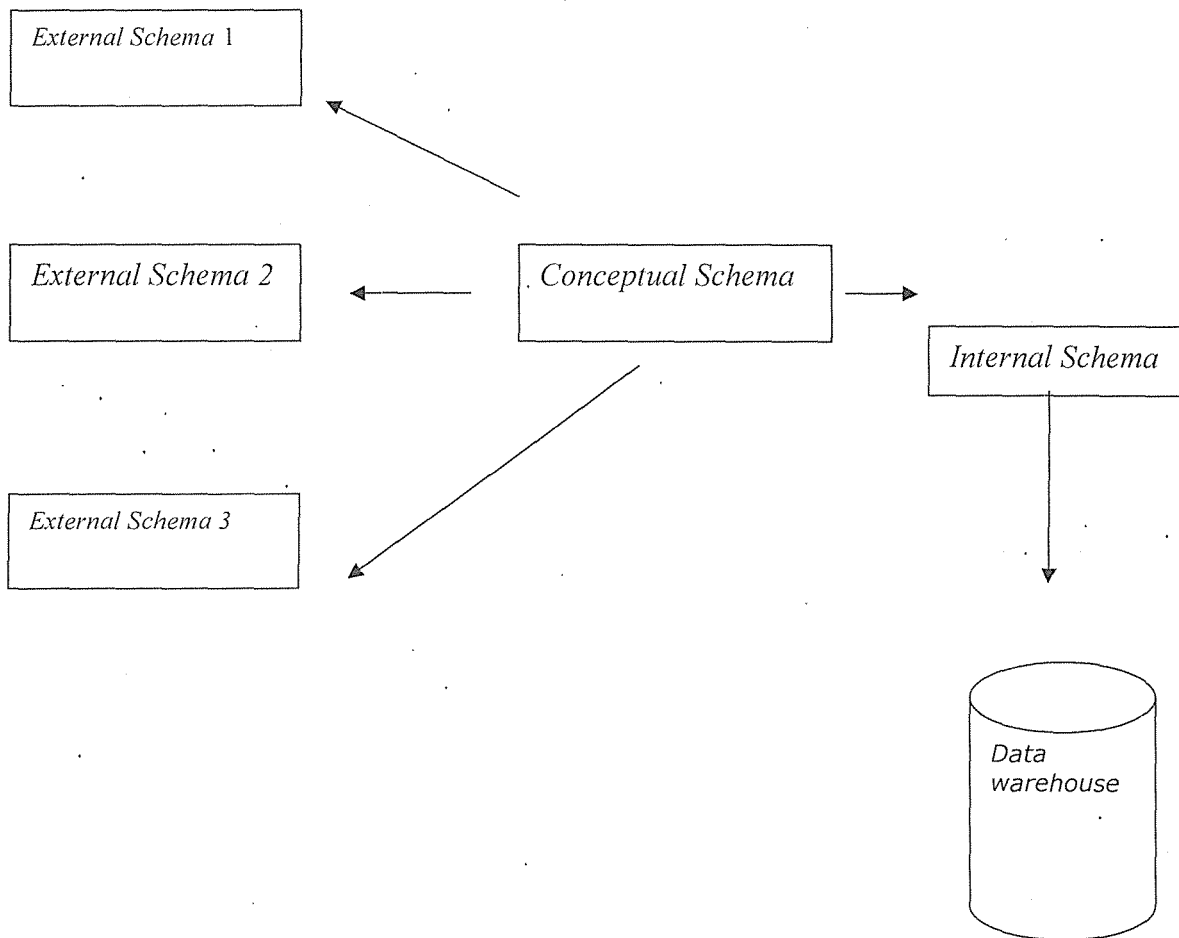 External Schema 1
External Schema 2
Conceptual Schema
Internal Schema
External Schema 3
Data
warehouse